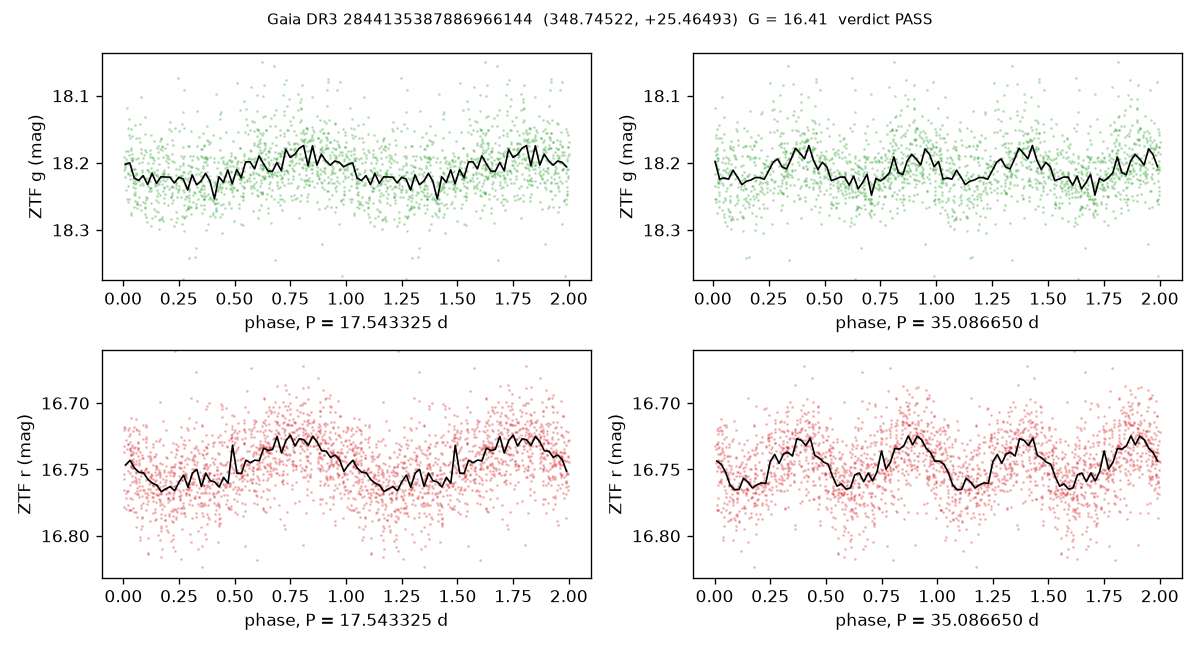 Gaia DR3 2844135387886966144 (348.74522, +25.46493) G = 16.41 verdict PASS
ZTF g (mag)
18.1
18.2
18.3
0.00 0.25 0.50 0.75 1.00 1.25 1.50 1.75 2.00
phase, P = 17.543325 d
ZTF g (mag)
18.1
18.2
18.3
0.00 0.25 0.50 0.75 1.00 1.25 1.50 1.75 2.00
phase, P = 35.086650 d
ZTF r (mag)
16.70
16.75
16.80
0.00 0.25 0.50 0.75 1.00 1.25 1.50 1.75 2.00
phase, P = 17.543325 d
ZTF r (mag)
16.70
16.75
16.80
0.00 0.25 0.50 0.75 1.00 1.25 1.50 1.75 2.00
phase, P = 35.086650 d